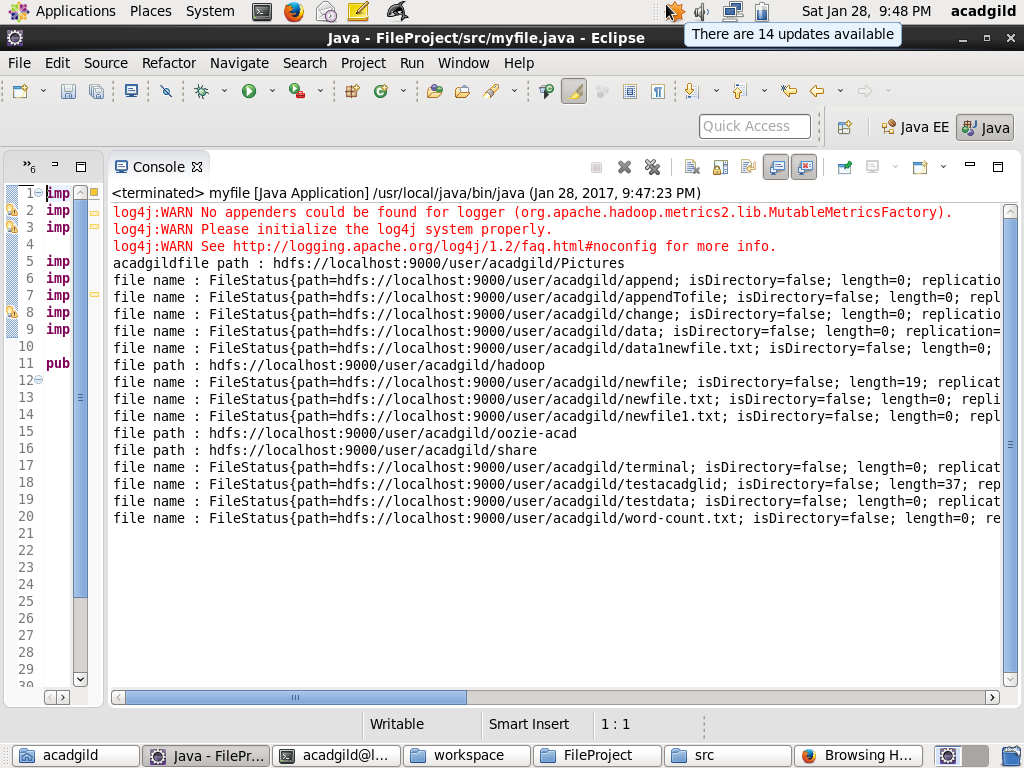 Applications Places System Sat Jan 28, 9:48 PM acadgild
There are 14 updates available
Java - FileProject/src/myfile.java - Eclipse
File Edit Source Refactor Navigate Search Project Run Window Help
Quick Access Java EE Java
»6 Console
<terminated> myfile [Java Application] /usr/local/java/bin/java (Jan 28, 2017, 9:47:23 PM)
1 imp
2 imp
3 imp
4
5 imp
6 imp
7 imp
8 imp
9 imp
10
11 pub
12
13
14
15
16
17
18
19
20
21
22
23
24
25
26
27
28
29
30
log4j:WARN No appenders could be found for logger (org.apache.hadoop.metrics2.lib.MutableMetricsFactory).
log4j:WARN Please initialize the log4j system properly.
log4j:WARN See http://logging.apache.org/log4j/1.2/faq.html#noconfig for more info.
acadgildfile path : hdfs://localhost:9000/user/acadgild/Pictures
file name : FileStatus{path=hdfs://localhost:9000/user/acadgild/append; isDirectory=false; length=0; replicatio
file name : FileStatus{path=hdfs://localhost:9000/user/acadgild/appendTofile; isDirectory=false; length=0; repl
file name : FileStatus{path=hdfs://localhost:9000/user/acadgild/change; isDirectory=false; length=0; replicatio
file name : FileStatus{path=hdfs://localhost:9000/user/acadgild/data; isDirectory=false; length=0; replication=
file name : FileStatus{path=hdfs://localhost:9000/user/acadgild/data1newfile.txt; isDirectory=false; length=0;
file path : hdfs://localhost:9000/user/acadgild/hadoop
file name : FileStatus{path=hdfs://localhost:9000/user/acadgild/newfile; isDirectory=false; length=19; replicat
file name : FileStatus{path=hdfs://localhost:9000/user/acadgild/newfile.txt; isDirectory=false; length=0; repli
file name : FileStatus{path=hdfs://localhost:9000/user/acadgild/newfile1.txt; isDirectory=false; length=0; repl
file path : hdfs://localhost:9000/user/acadgild/oozie-acad
file path : hdfs://localhost:9000/user/acadgild/share
file name : FileStatus{path=hdfs://localhost:9000/user/acadgild/terminal; isDirectory=false; length=0; replicat
file name : FileStatus{path=hdfs://localhost:9000/user/acadgild/testacadglid; isDirectory=false; length=37; rep
file name : FileStatus{path=hdfs://localhost:9000/user/acadgild/testdata; isDirectory=false; length=0; replicat
file name : FileStatus{path=hdfs://localhost:9000/user/acadgild/word-count.txt; isDirectory=false; length=0; re
Writable Smart Insert 1 : 1
acadgild Java - FilePr... acadgild@l... workspace FileProject src Browsing H...